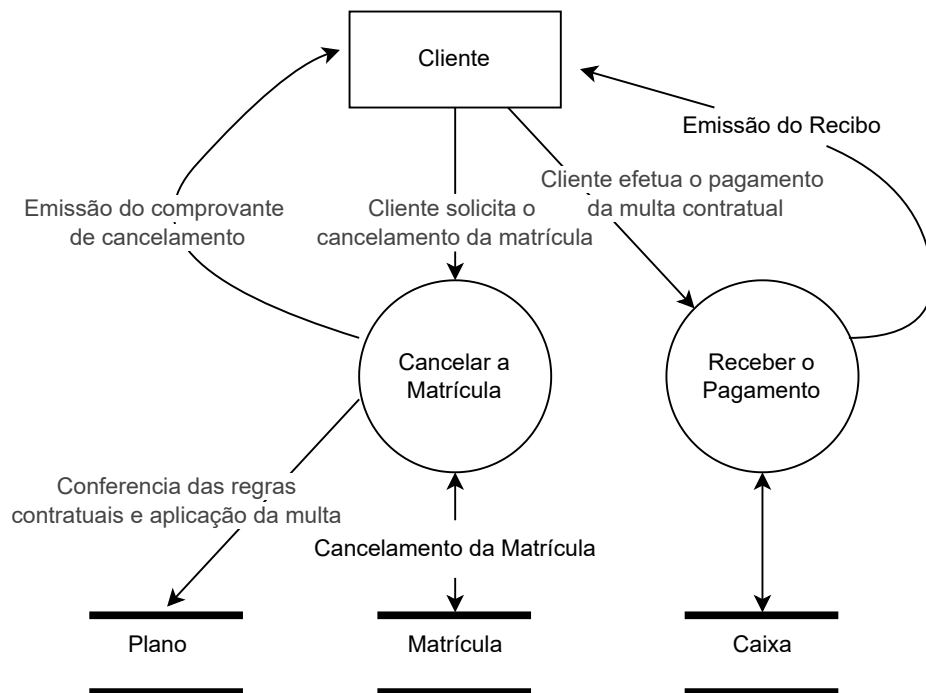 Cliente
Emissão do Recibo
Cliente efetua o pagamento
da multa contratual
Emissão do comprovante
de cancelamento
Cliente solicita o
cancelamento da matrícula
Cancelar a
Matrícula
Receber o
Pagamento
Conferencia das regras
contratuais e aplicação da multa
Cancelamento da Matrícula
Plano
Matrícula
Caixa